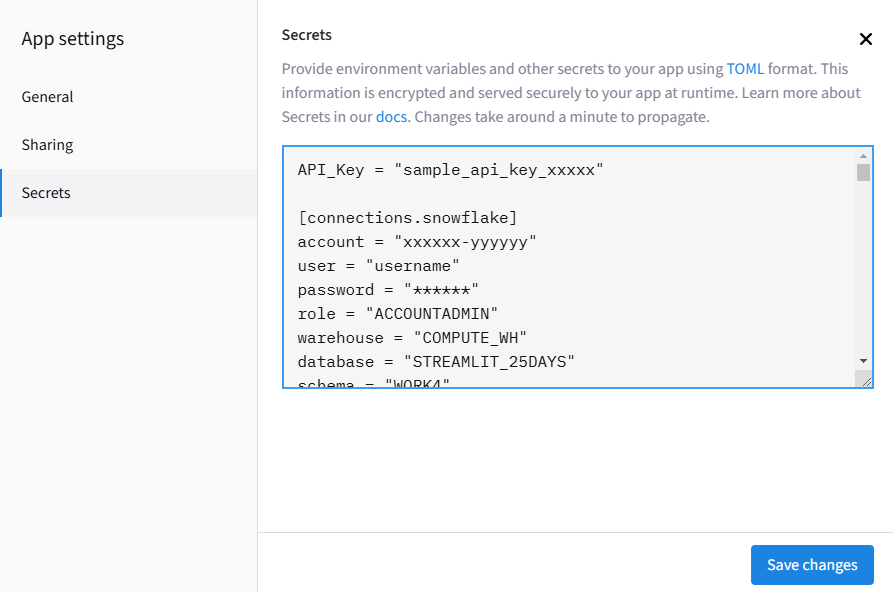 App settings
General
Sharing
Secrets
Secrets
Provide environment variables and other secrets to your app using TOML format. This
information is encrypted and served securely to your app at runtime. Learn more about
Secrets in our docs. Changes take around a minute to propagate.
API_Key = "sample_api_key_xxxxx"
[connections.snowflake]
account = "xxxxxx-yyyyyy"
user = "username"
password = "******"
role = "ACCOUNTADMIN"
warehouse = "COMPUTE_WH"
database = "STREAMLIT_25DAYS"
schema = "WORK4"
Save changes